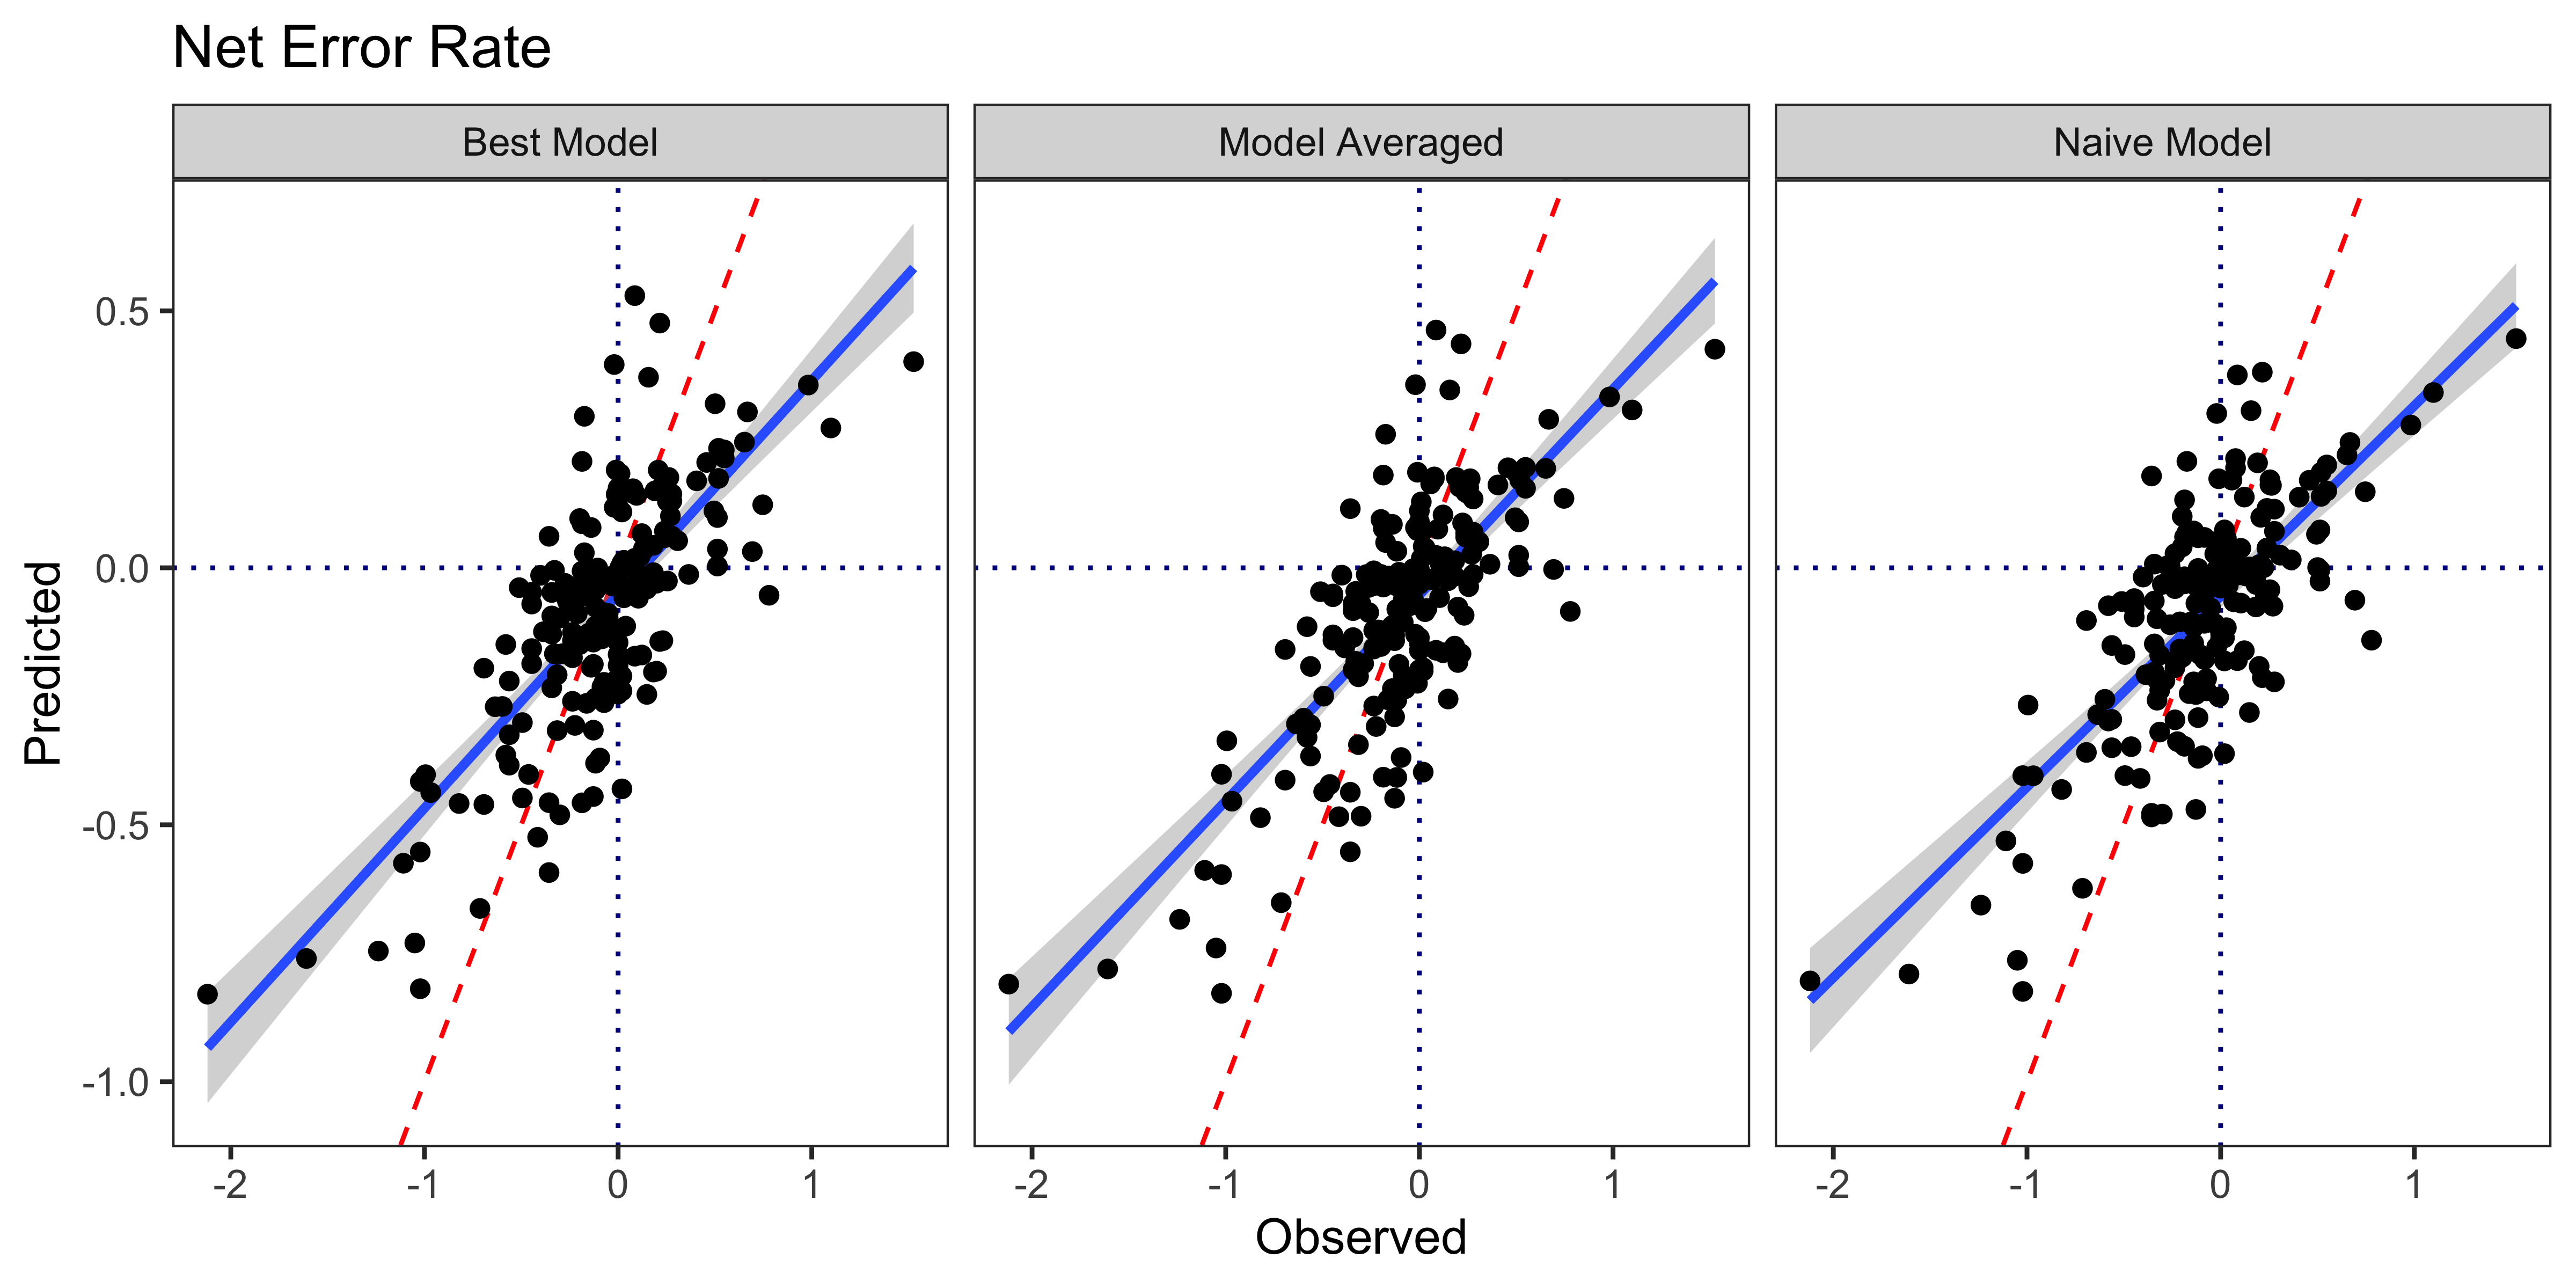 Net Error Rate
Best Model
Model Averaged
Naive Model
Predicted
0.5
0.0
-0.5
-1.0
-2 -1 0 1
-2 -1 0 1
-2 -1 0 1
Observed